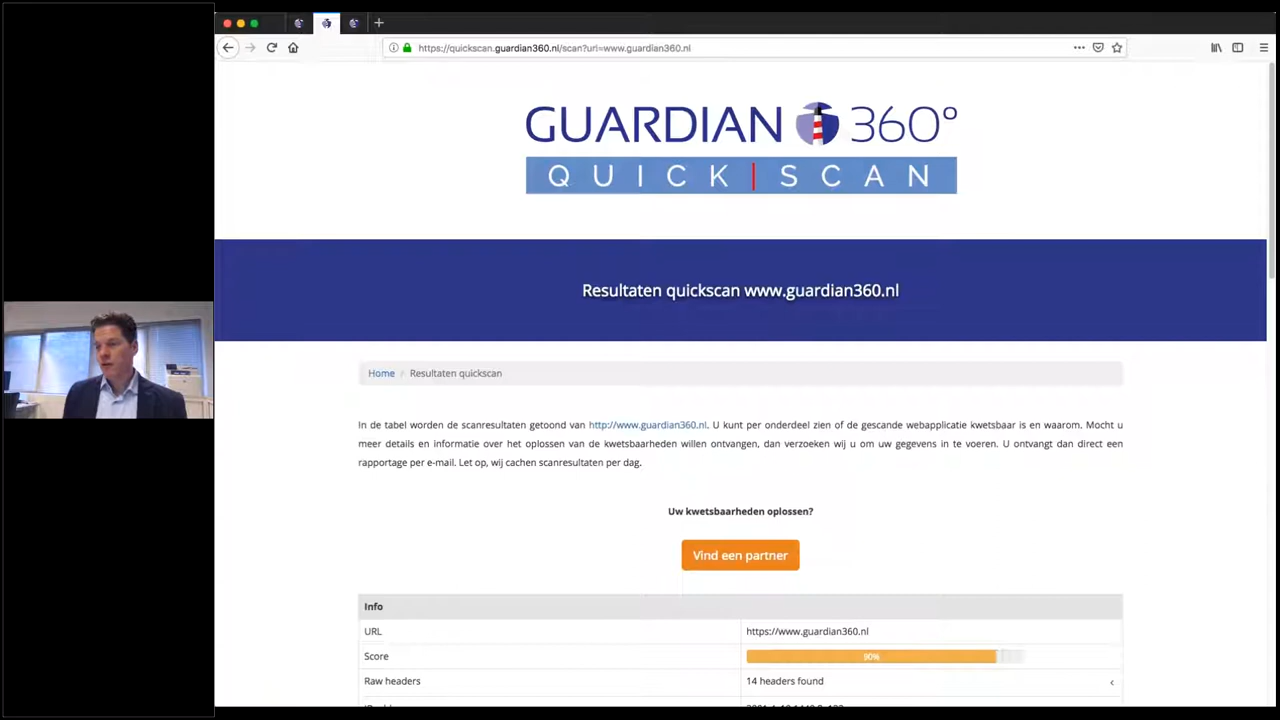 https://quickscan.guardian360.nl/scan?url=www.guardian360.nl
GUARDIAN 360°
QUICK|SCAN
Resultaten quickscan www.guardian360.nl
Home / Resultaten quickscan
In de tabel worden de scanresultaten getoond van http://www.guardian360.nl. U kunt per onderdeel zien of de gescande webapplicatie kwetsbaar is en waarom. Mocht u
meer details en informatie over het oplossen van de kwetsbaarheden willen ontvangen, dan verzoeken wij u om uw gegevens in te voeren. U ontvangt dan direct een
rapportage per e-mail. Let op, wij cachen scanresultaten per dag.
Uw kwetsbaarheden oplossen?
Vind een partner
Info
URL https://www.guardian360.nl
Score 90%
Raw headers 14 headers found